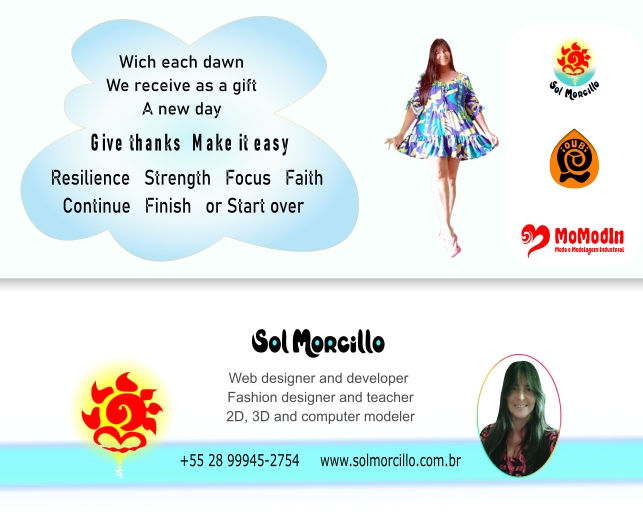 Wich each dawn
We receive as a gift
A new day
Give thanks Make it easy
Resilience Strength Focus Faith
Continue Finish or Start over
Sol Morcillo
OUB
MoModIn
Moda e Modelagem Industrial
Sol Morcillo
Web designer and developer
Fashion designer and teacher
2D, 3D and computer modeler
+55 28 99945-2754 www.solmorcillo.com.br